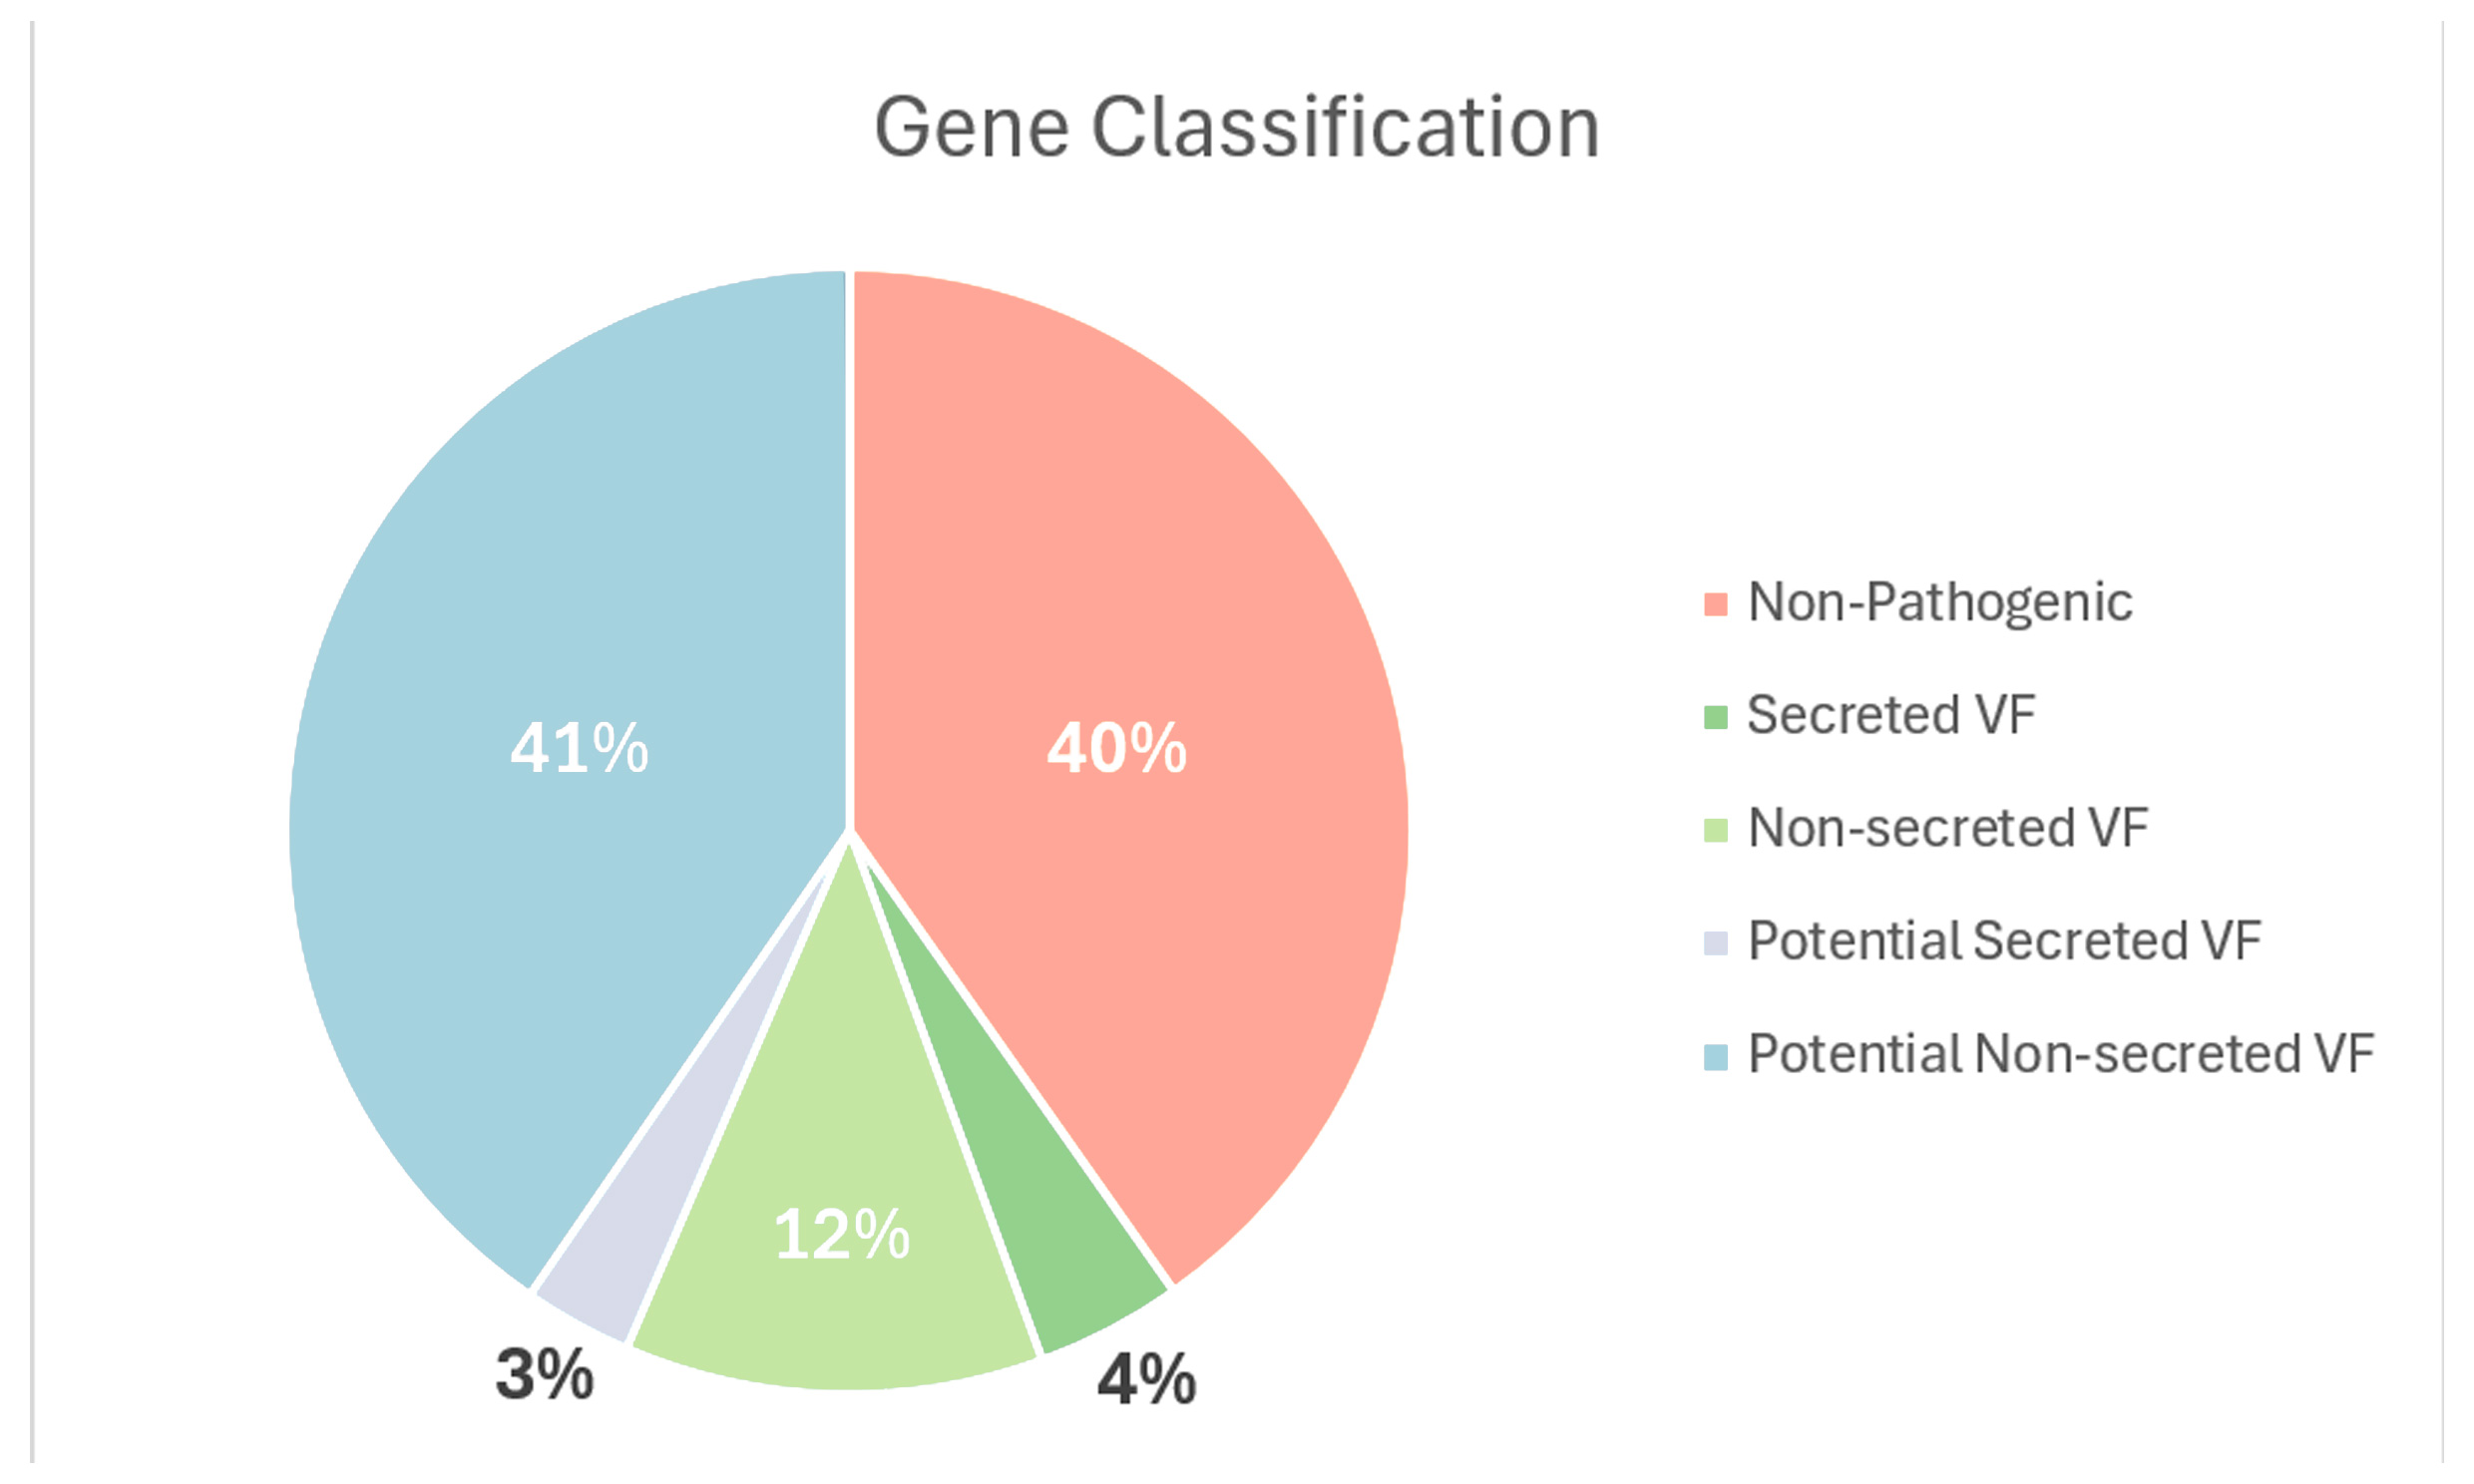 Gene Classification
41%
40%
12%
3%
4%
Non-Pathogenic
Secreted VF
Non-secreted VF
Potential Secreted VF
Potential Non-secreted VF